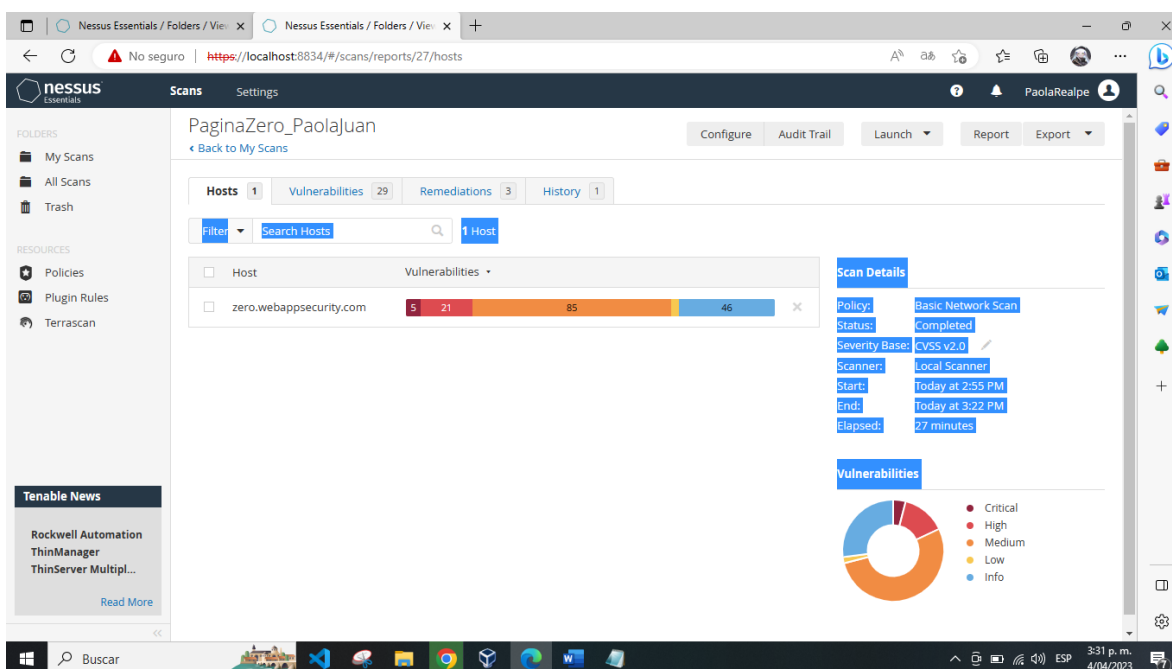 Nessus Essentials / Folders / Viev
Nessus Essentials / Folders / View
No seguro https://localhost:8834/#/scans/reports/27/hosts
nessus Essentials
Scans Settings
PaolaRealpe
FOLDERS
My Scans
All Scans
Trash
RESOURCES
Policies
Plugin Rules
Terrascan
Tenable News
Rockwell Automation
ThinManager
ThinServer Multipl...
Read More
PaginaZero_PaolaJuan
Back to My Scans
Configure Audit Trail Launch Report Export
Hosts 1 Vulnerabilities 29 Remediations 3 History 1
Filter Search Hosts 1 Host
Host Vulnerabilities
zero.webappsecurity.com 5 21 85 46
Scan Details
Policy: Basic Network Scan
Status: Completed
Severity Base: CVSS v2.0
Scanner: Local Scanner
Start: Today at 2:55 PM
End: Today at 3:22 PM
Elapsed: 27 minutes
Vulnerabilities
Critical
High
Medium
Low
Info
Buscar
ESP
3:31 p. m.
4/04/2023